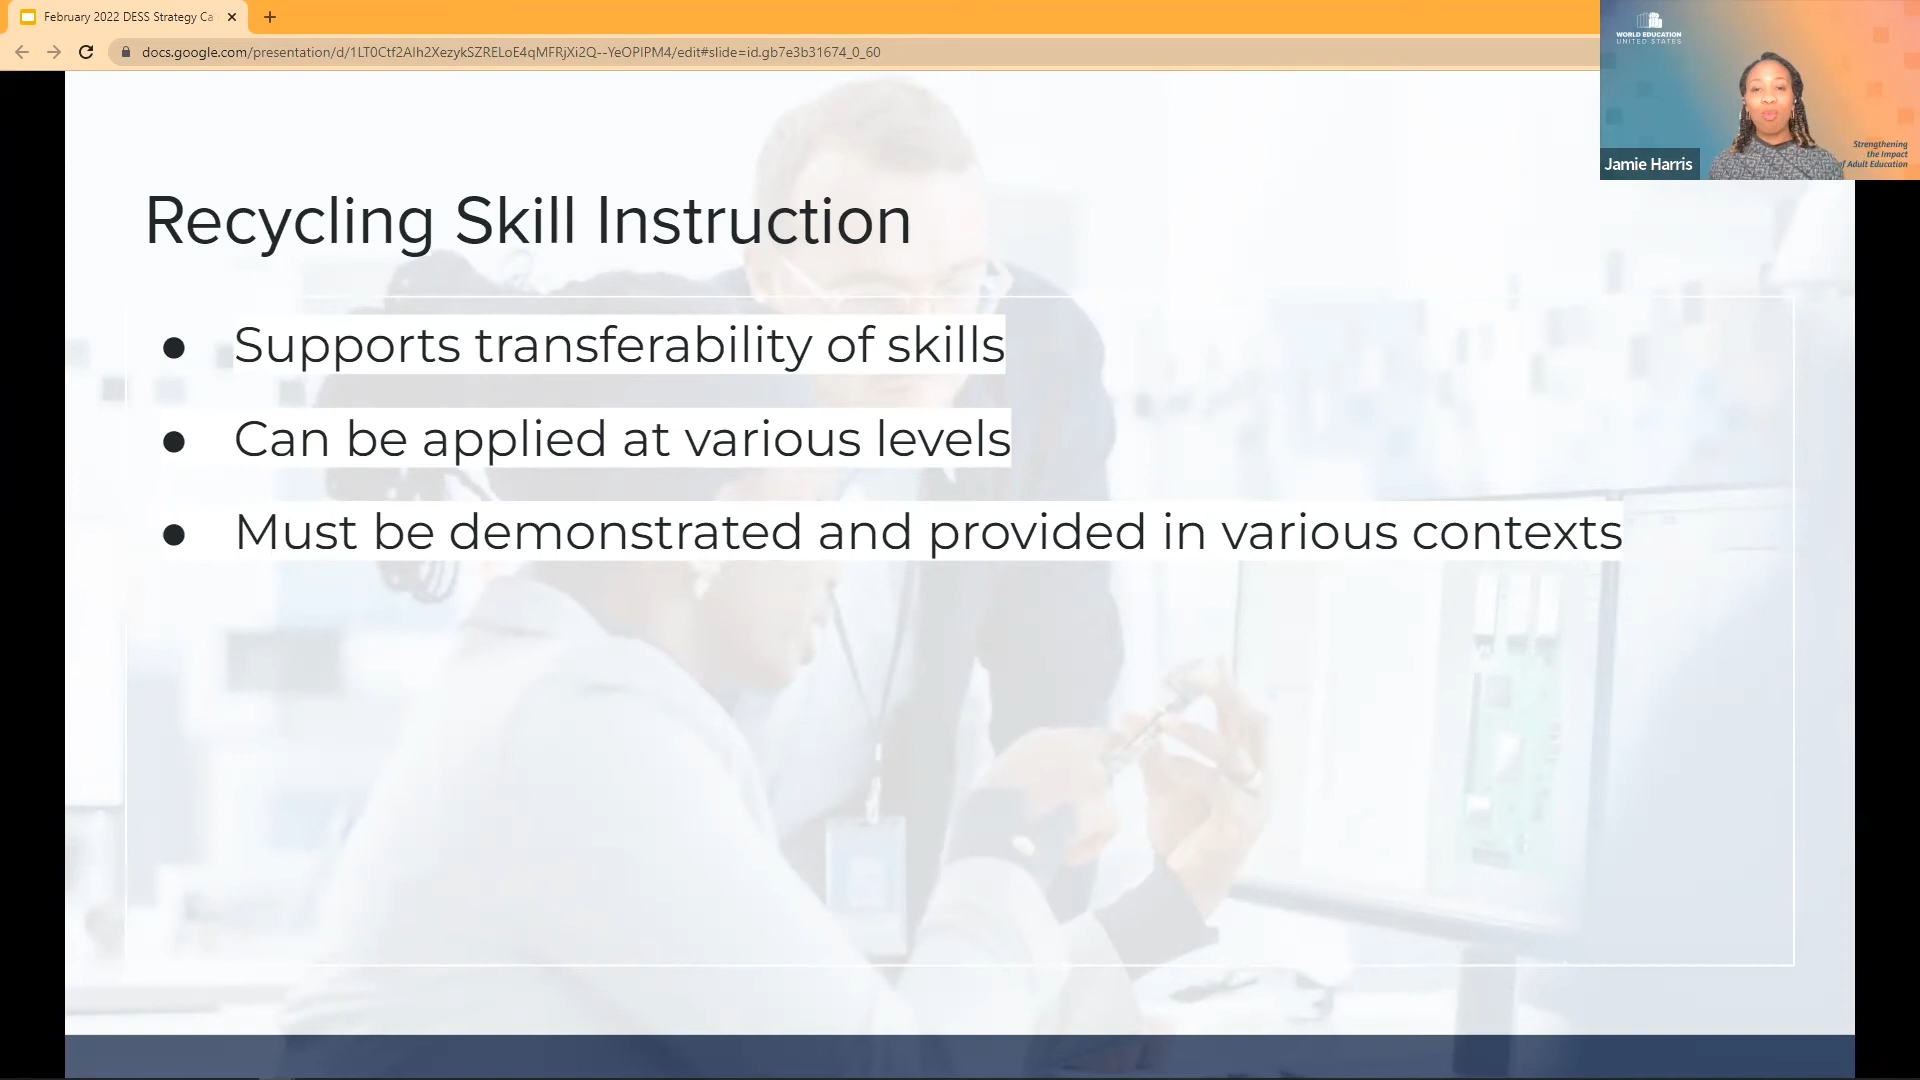 February 2022 DESS Strategy Ca
docs.google.com/presentation/d/1LT0Ctf2Alh2XezykSZRELoE4qMFRjXi2Q--YeOPlPM4/edit#slide=id.gb7e3b31674_0_60
WORLD EDUCATION
UNITED STATES
Strengthening
the Impact
of Adult Education
Jamie Harris
Recycling Skill Instruction
● Supports transferability of skills
● Can be applied at various levels
● Must be demonstrated and provided in various contexts